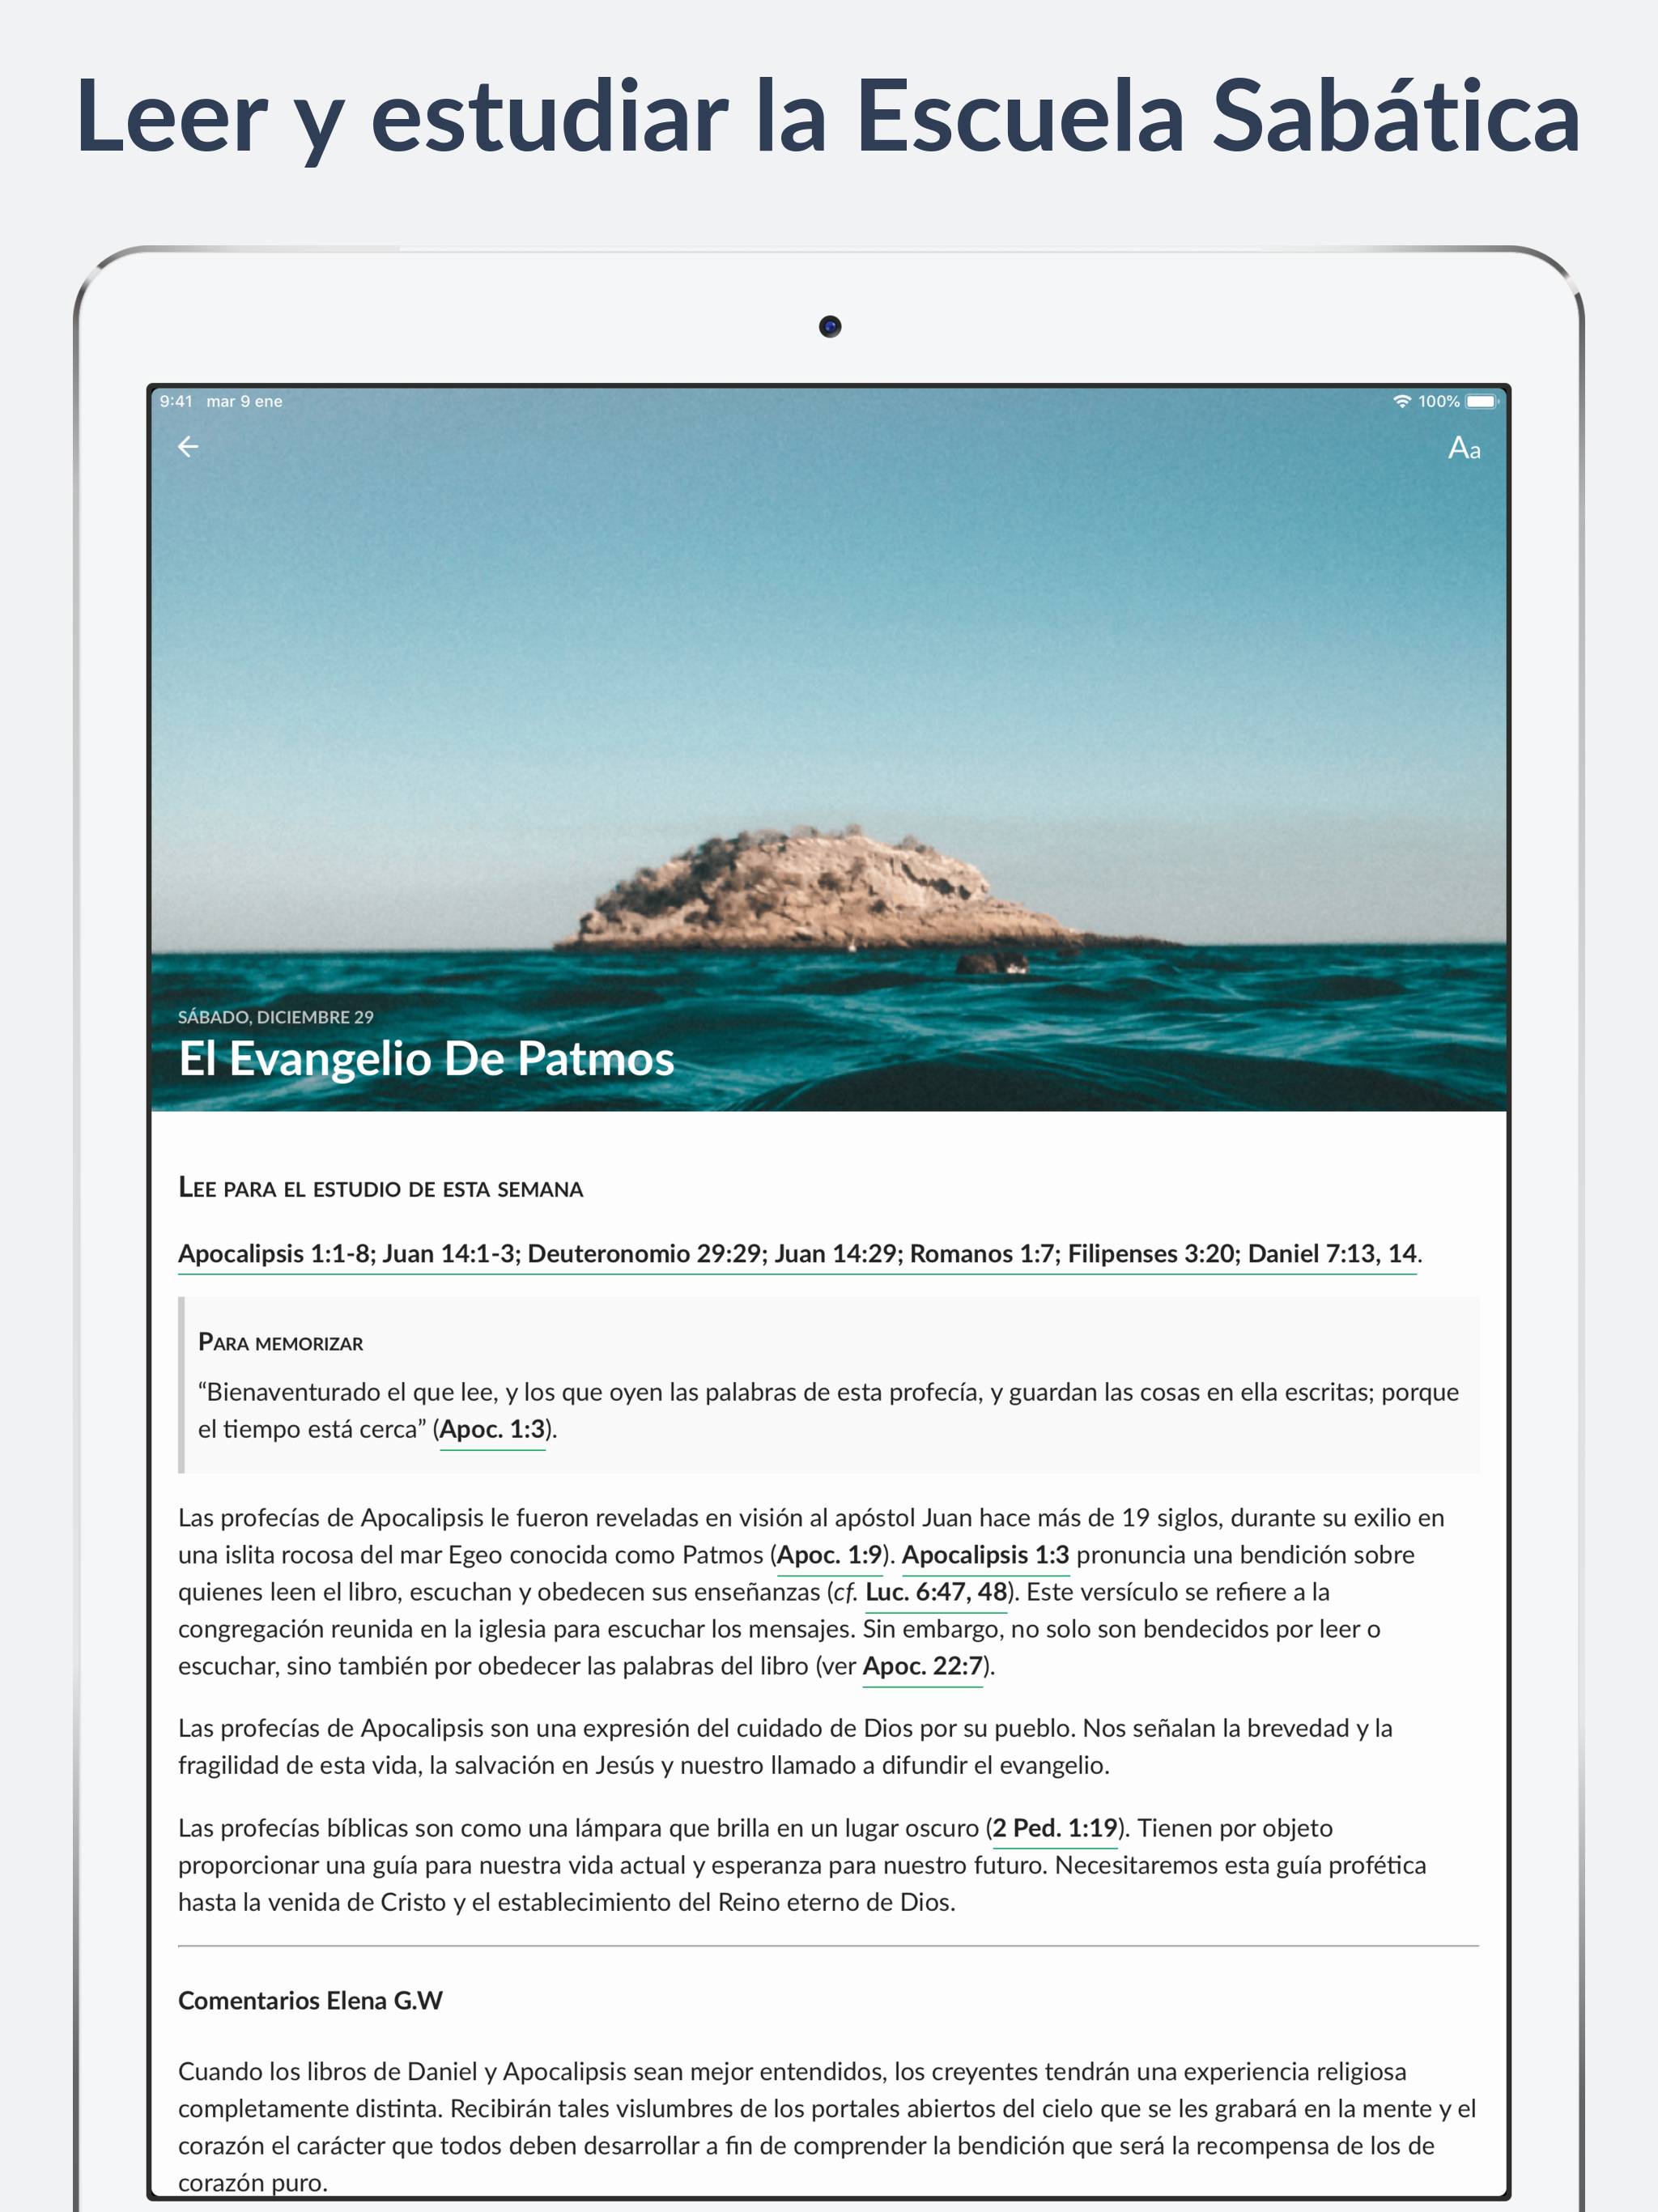 Leer y estudiar la Escuela Sabática
9:41 mar 9 ene
100%
Aa
SÁBADO, DICIEMBRE 29
El Evangelio De Patmos
Lee para el estudio de esta semana
Apocalipsis 1:1-8; Juan 14:1-3; Deuteronomio 29:29; Juan 14:29; Romanos 1:7; Filipenses 3:20; Daniel 7:13, 14.
Para memorizar
“Bienaventurado el que lee, y los que oyen las palabras de esta profecía, y guardan las cosas en ella escritas; porque
el tiempo está cerca” (Apoc. 1:3).
Las profecías de Apocalipsis le fueron reveladas en visión al apóstol Juan hace más de 19 siglos, durante su exilio en
una islita rocosa del mar Egeo conocida como Patmos (Apoc. 1:9). Apocalipsis 1:3 pronuncia una bendición sobre
quienes leen el libro, escuchan y obedecen sus enseñanzas (cf. Luc. 6:47, 48). Este versículo se refiere a la
congregación reunida en la iglesia para escuchar los mensajes. Sin embargo, no solo son bendecidos por leer o
escuchar, sino también por obedecer las palabras del libro (ver Apoc. 22:7).
Las profecías de Apocalipsis son una expresión del cuidado de Dios por su pueblo. Nos señalan la brevedad y la
fragilidad de esta vida, la salvación en Jesús y nuestro llamado a difundir el evangelio.
Las profecías bíblicas son como una lámpara que brilla en un lugar oscuro (2 Ped. 1:19). Tienen por objeto
proporcionar una guía para nuestra vida actual y esperanza para nuestro futuro. Necesitaremos esta guía profética
hasta la venida de Cristo y el establecimiento del Reino eterno de Dios.
Comentarios Elena G.W
Cuando los libros de Daniel y Apocalipsis sean mejor entendidos, los creyentes tendrán una experiencia religiosa
completamente distinta. Recibirán tales vislumbres de los portales abiertos del cielo que se les grabará en la mente y el
corazón el carácter que todos deben desarrollar a fin de comprender la bendición que será la recompensa de los de
corazón puro.